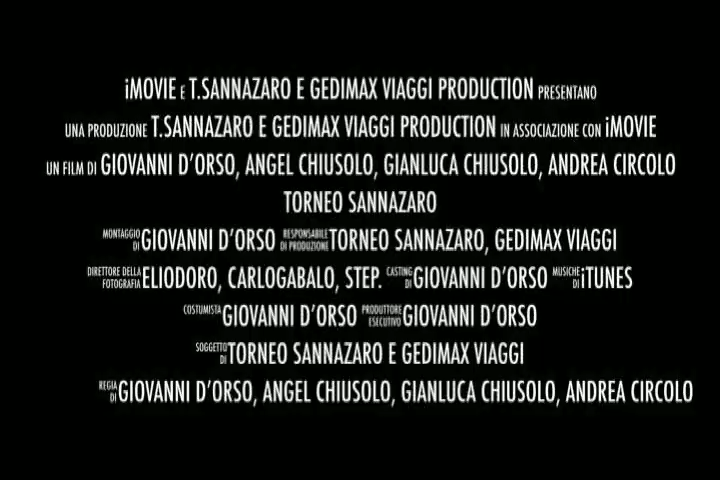 iMOVIE E T.SANNAZARO E GEDIMAX VIAGGI PRODUCTION PRESENTANO
UNA PRODUZIONE T.SANNAZARO E GEDIMAX VIAGGI PRODUCTION IN ASSOCIAZIONE CON iMOVIE
UN FILM DI GIOVANNI D'ORSO, ANGEL CHIUSOLO, GIANLUCA CHIUSOLO, ANDREA CIRCOLO
TORNEO SANNAZARO
MONTAGGIO DI GIOVANNI D'ORSO RESPONSABILE DI PRODUZIONE TORNEO SANNAZARO, GEDIMAX VIAGGI
DIRETTORE DELLA FOTOGRAFIA ELIODORO, CARLOGABALO, STEP. CASTING DI GIOVANNI D'ORSO MUSICHE DI iTUNES
COSTUMISTA GIOVANNI D'ORSO PRODUTTORE ESECUTIVO GIOVANNI D'ORSO
SOGGETTO DI TORNEO SANNAZARO E GEDIMAX VIAGGI
REGIA DI GIOVANNI D'ORSO, ANGEL CHIUSOLO, GIANLUCA CHIUSOLO, ANDREA CIRCOLO